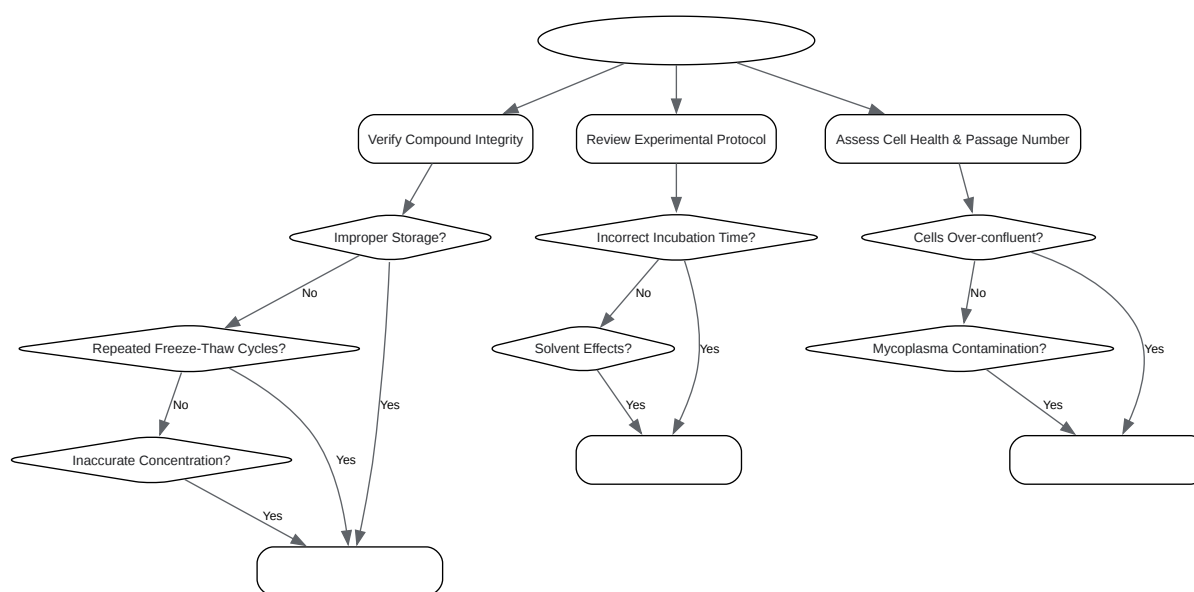 Verify Compound Integrity
Review Experimental Protocol
Assess Cell Health & Passage Number
Improper Storage?
Incorrect Incubation Time?
Cells Over-confluent?
No
No
No
Repeated Freeze-Thaw Cycles?
Solvent Effects?
Mycoplasma Contamination?
Yes
Yes
No
Yes
Yes
Yes
Inaccurate Concentration?
Yes
Yes